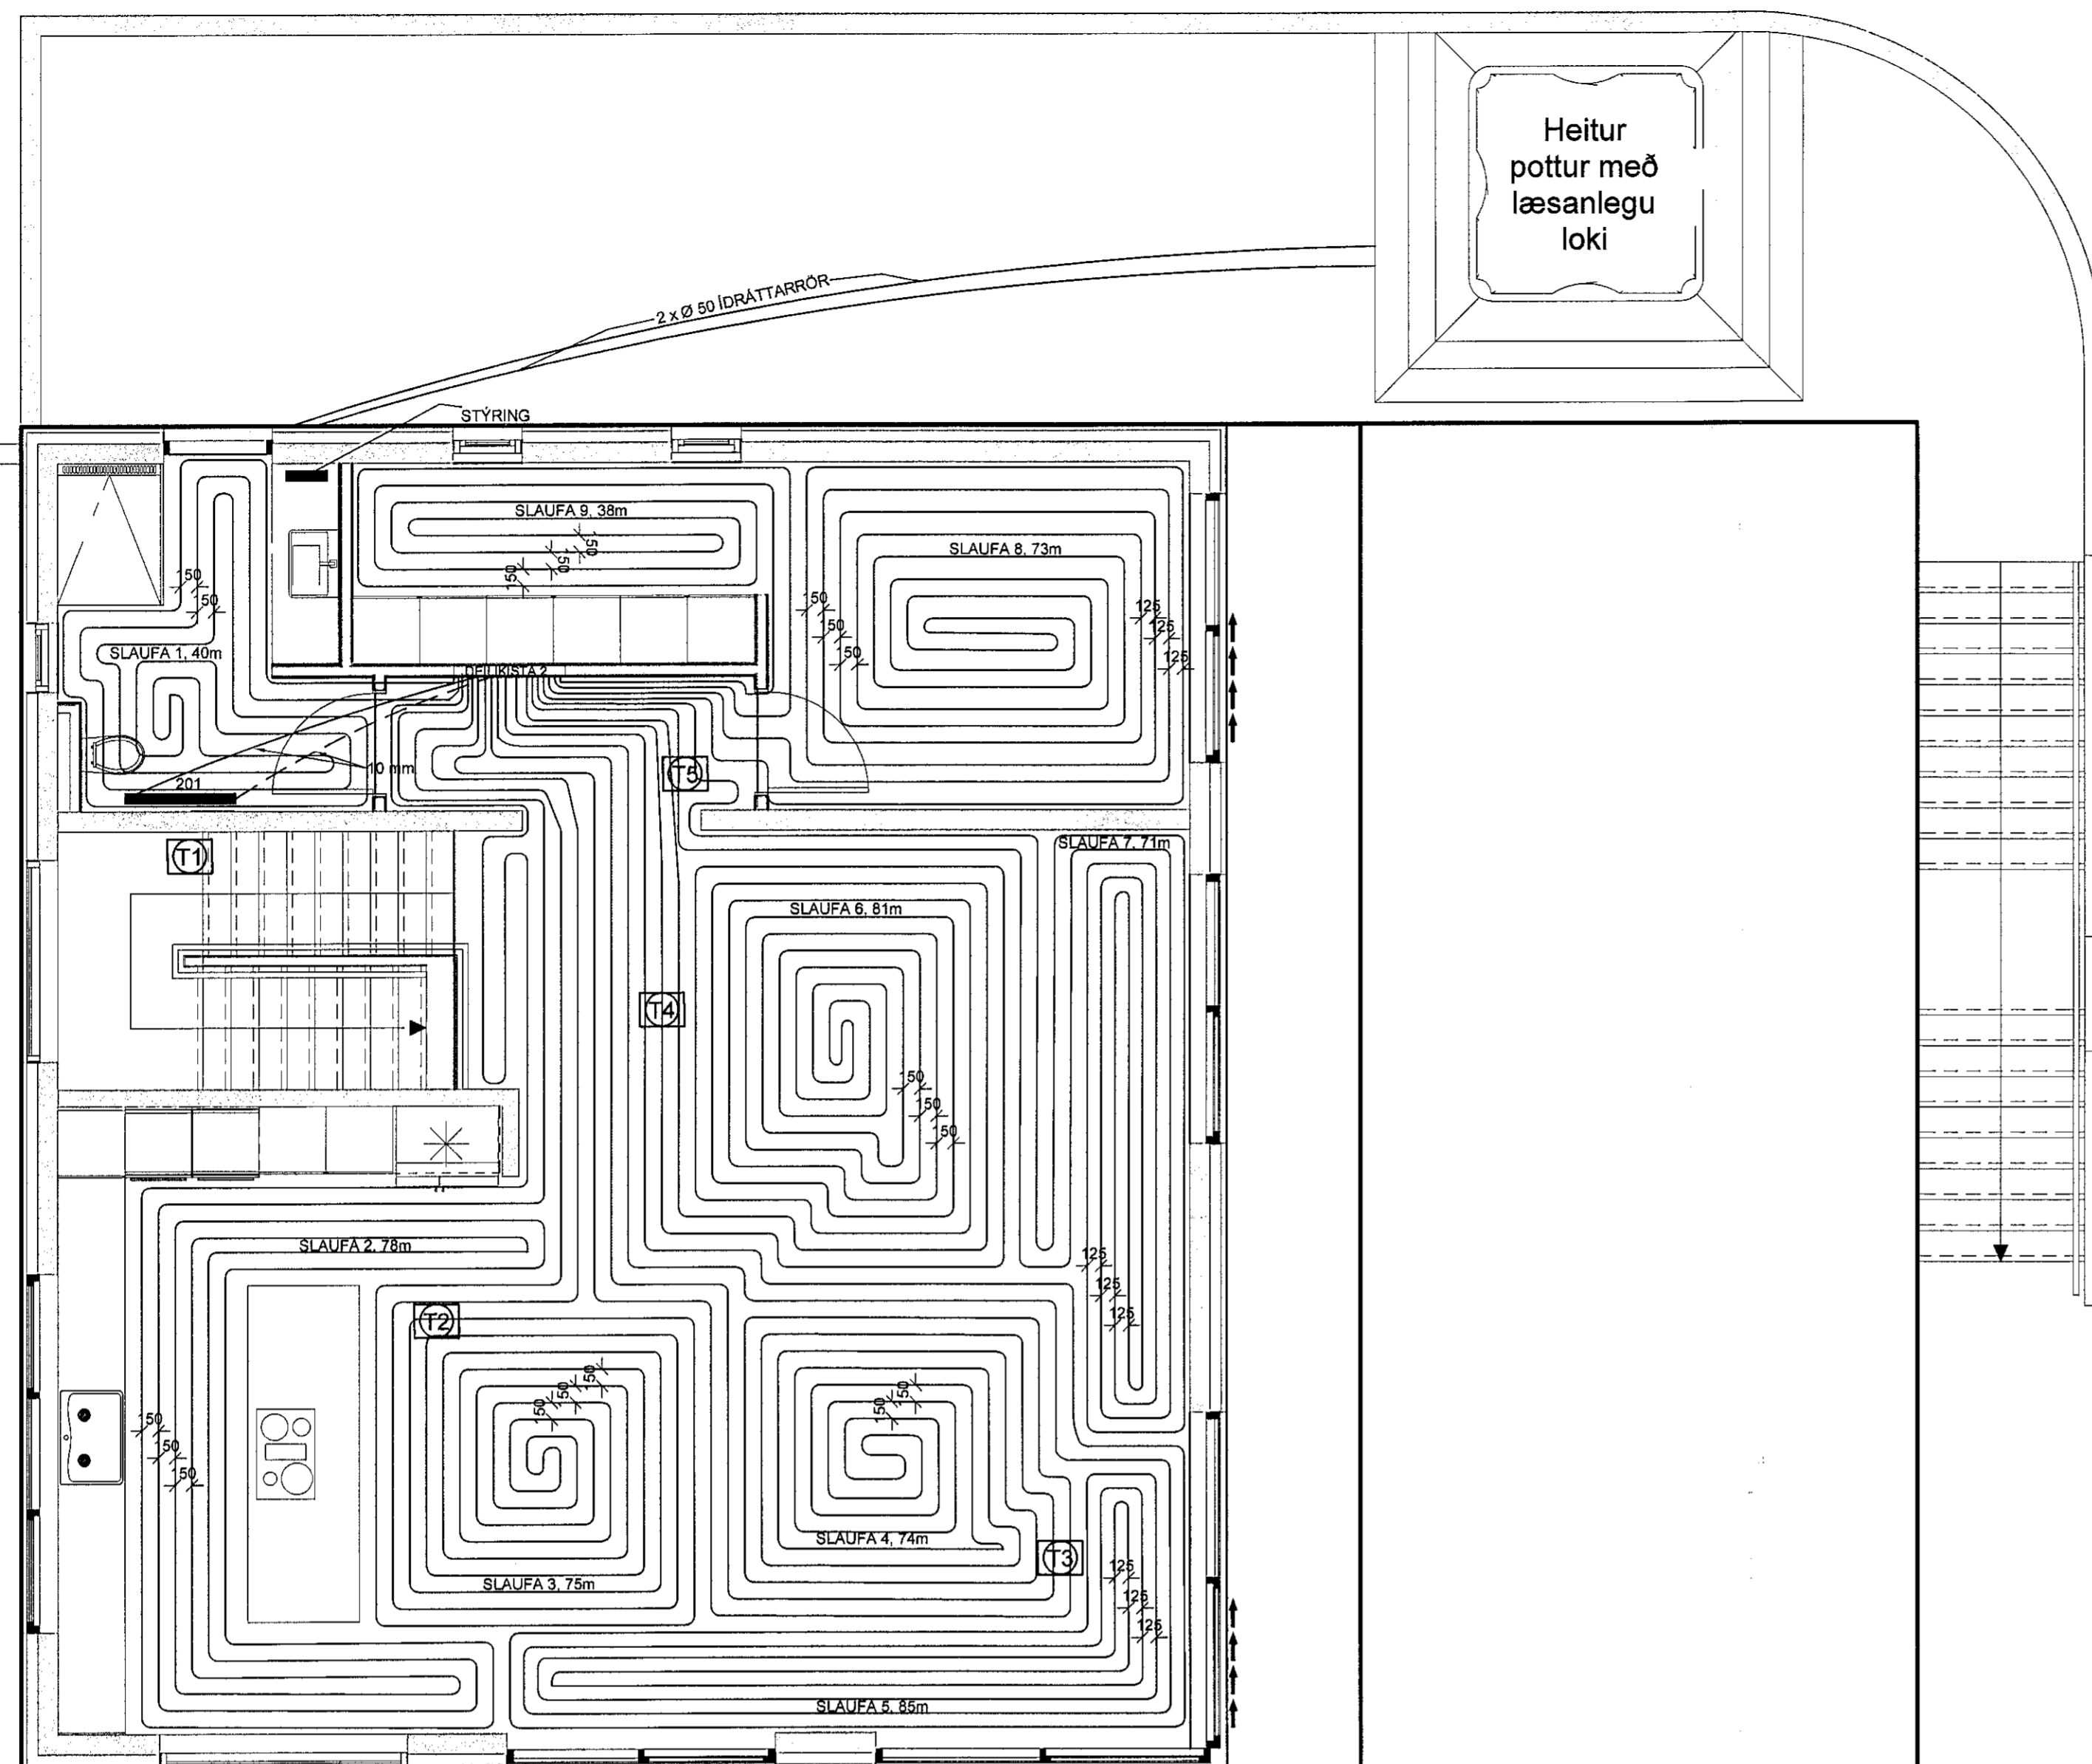 Heitur
pottur með
læsanlegu
loki
2 x Ø 50 ÍDRÁTTARRÖR
STÝRING
SLAUFA 9, 38m
150
150
150
SLAUFA 8, 73m
150
150
150
125
125
125
150
150
SLAUFA 1, 40m
DEILIKISTA 2
10 mm
201
T5
T1
SLAUFA 7, 71m
SLAUFA 6, 81m
T4
150
150
150
SLAUFA 2, 78m
125
125
125
T2
150
150
150
150
150
150
150
150
SLAUFA 4, 74m
T3
SLAUFA 3, 75m
125
125
125
SLAUFA 5, 85m